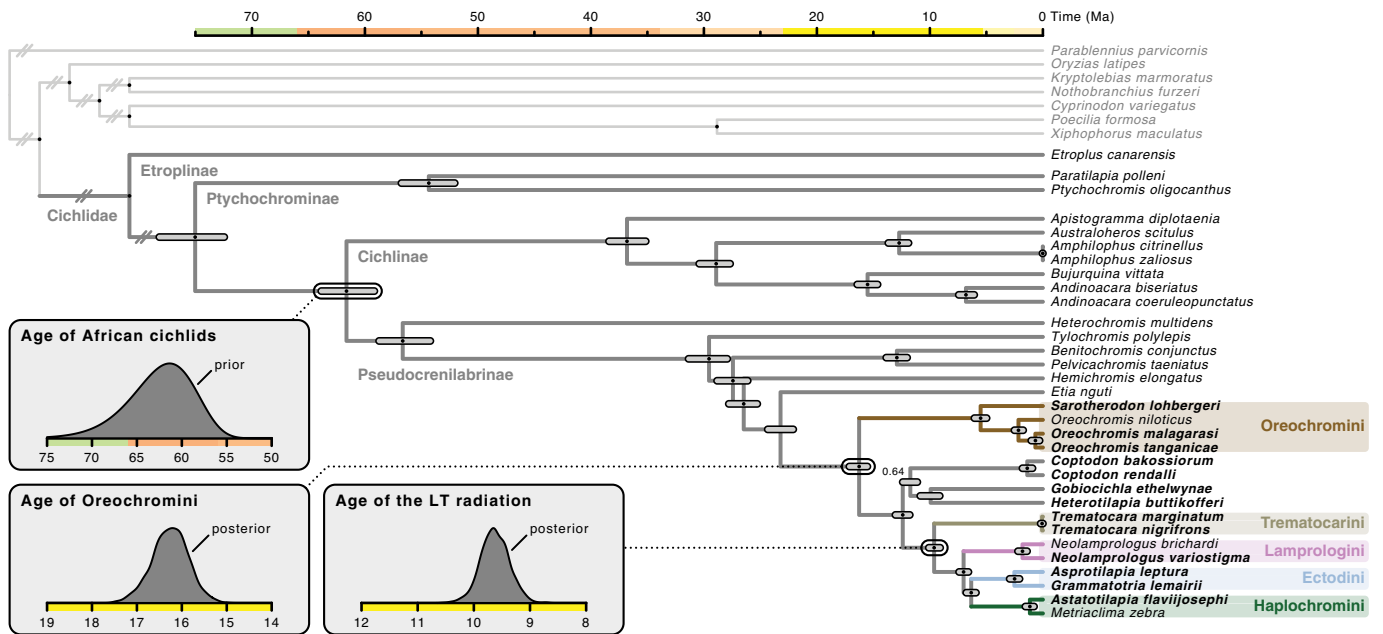 70 60 50 40 30 20 10 0 Time (Ma)
Parablennius parvicornis
Oryzias latipes
Kryptolebias marmoratus
Nothobranchius furzeri
Cyprinodon variegatus
Poecilia formosa
Xiphophorus maculatus
Etroplus canarensis
Etroplinae
Paratilapia polleni
Ptychochromis oligocanthus
Ptychochrominae
Cichlidae
Apistogramma diplotaenia
Australoheros scitulus
Amphilophus citrinellus
Cichlinae
Amphilophus zaliosus
Bujurquina vittata
Andinoacara biseriatus
Andinoacara coeruleopunctatus
Heterochromis multidens
Tylochromis polylepis
Benitochromis conjunctus
Pelvicachromis taeniatus
Pseudocrenilabrinae
Hemichromis elongatus
Etia nguti
Sarotherodon lohbergeri
Oreochromis niloticus
Oreochromini
Oreochromis malagarasi
Oreochromis tanganicae
Coptodon bakossiorum
0.64
Coptodon rendalli
Gobiocichla ethelwynae
Heterotilapia buttikofferi
Trematocara marginatum
Trematocarini
Trematocara nigrifrons
Neolamprologus brichardi
Lamprologini
Neolamprologus variostigma
Asprotilapia leptura
Ectodini
Grammatotria lemairii
Astatotilapia flaviijosephi
Haplochromini
Metriaclima zebra
Age of African cichlids
prior
75 70 65 60 55 50
Age of Oreochromini
posterior
19 18 17 16 15 14
Age of the LT radiation
posterior
12 11 10 9 8